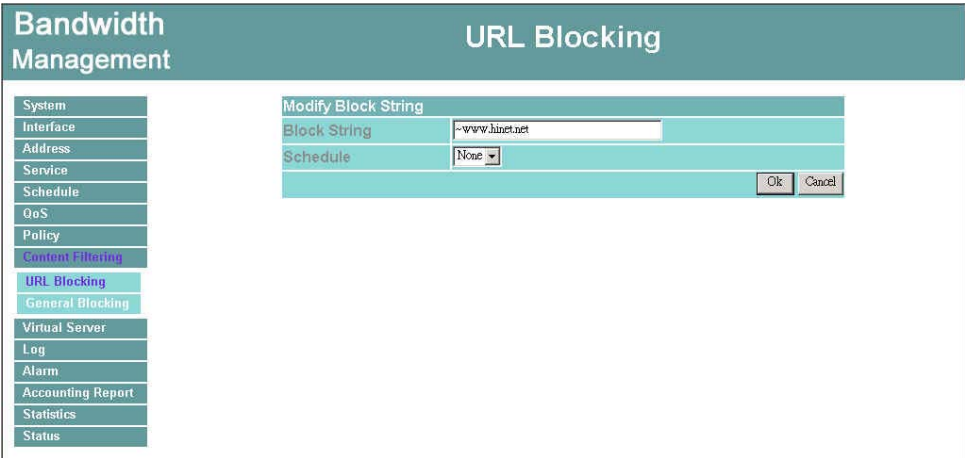 Bandwidth
Management
URL Blocking
System
Interface
Address
Service
Schedule
QoS
Policy
Content Filtering
URL Blocking
General Blocking
Virtual Server
Log
Alarm
Accounting Report
Statistics
Status
Modify Block String
Block String ~www.hinet.net
Schedule None
Ok Cancel